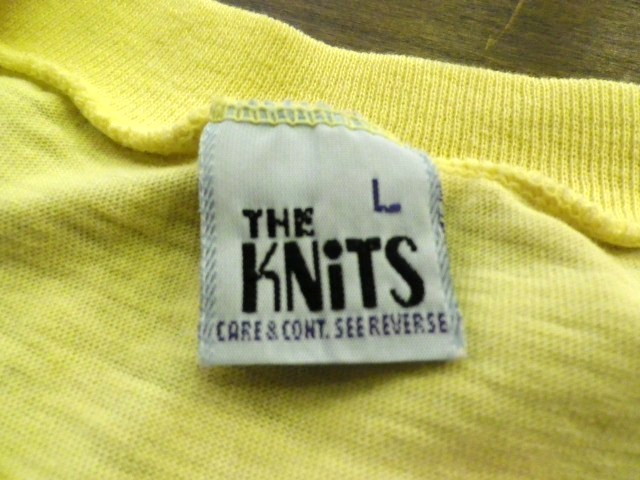 L
THE
KNiTS
CARE & CONT. SEE REVERSE